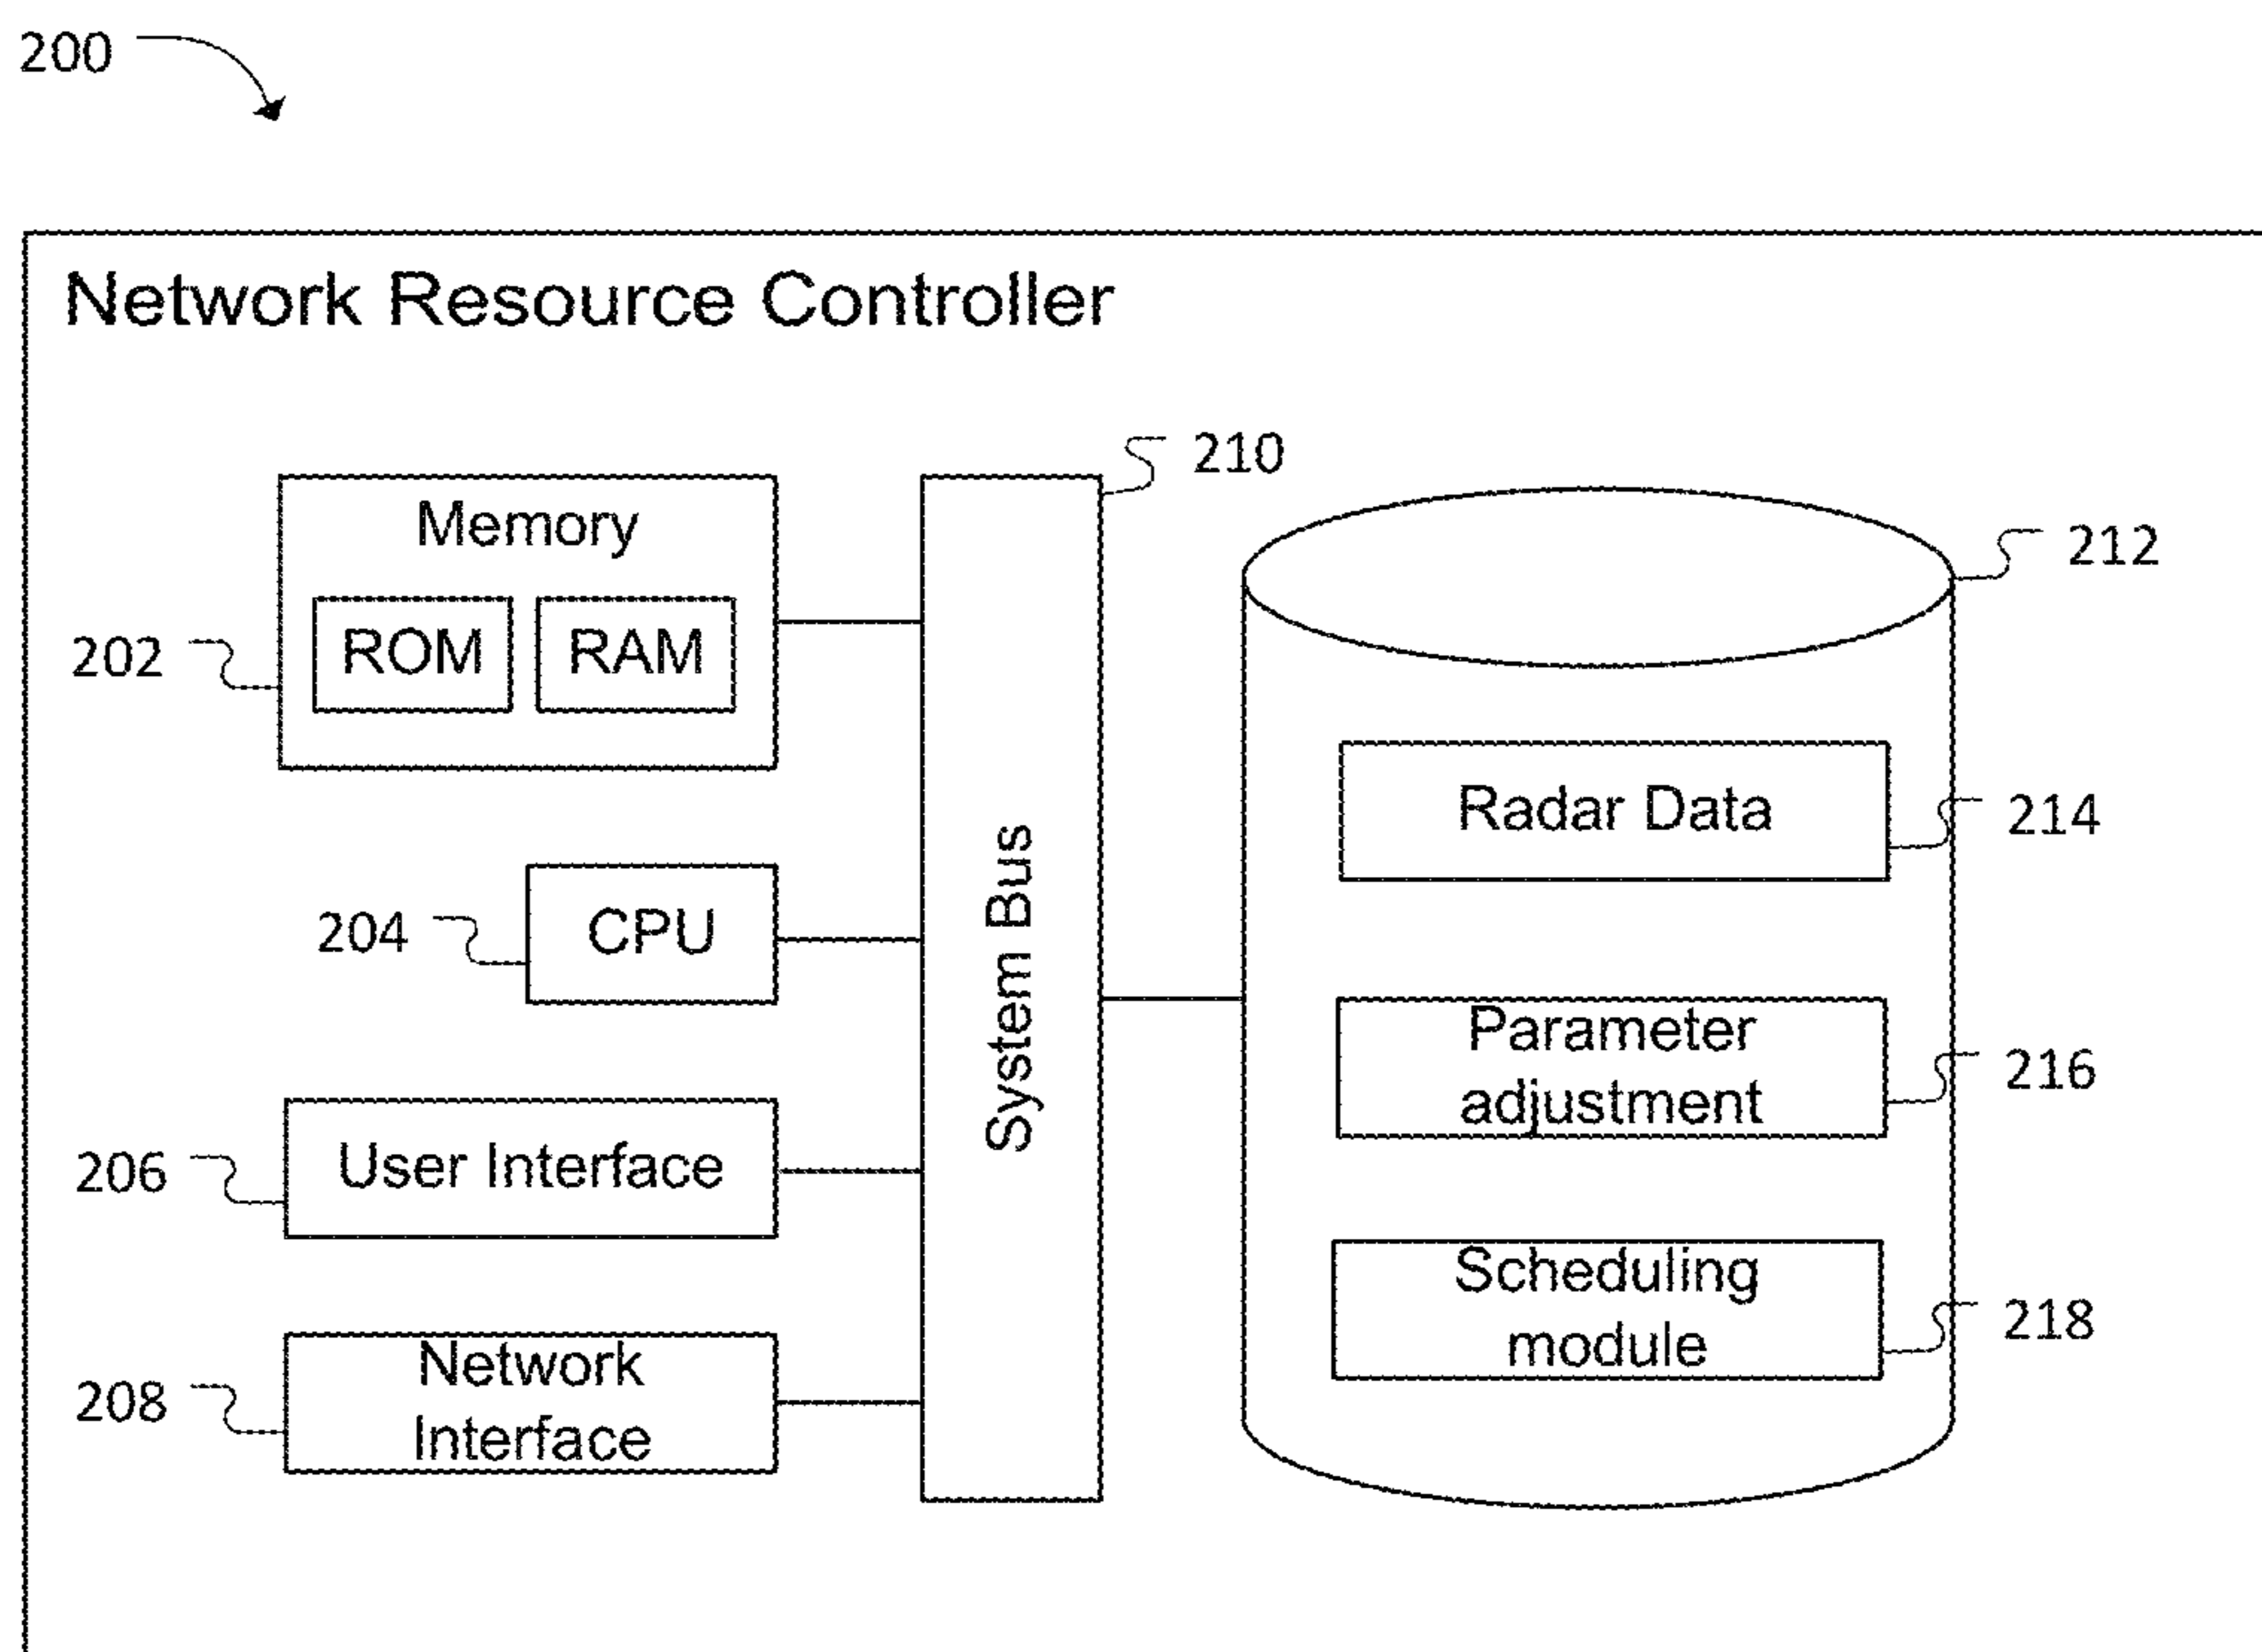 200
Network Resource Controller
210
Memory
212
ROM
RAM
202
Radar Data
214
System Bus
CPU
204
Parameter
adjustment
216
User Interface
206
Scheduling
module
218
Network
Interface
208